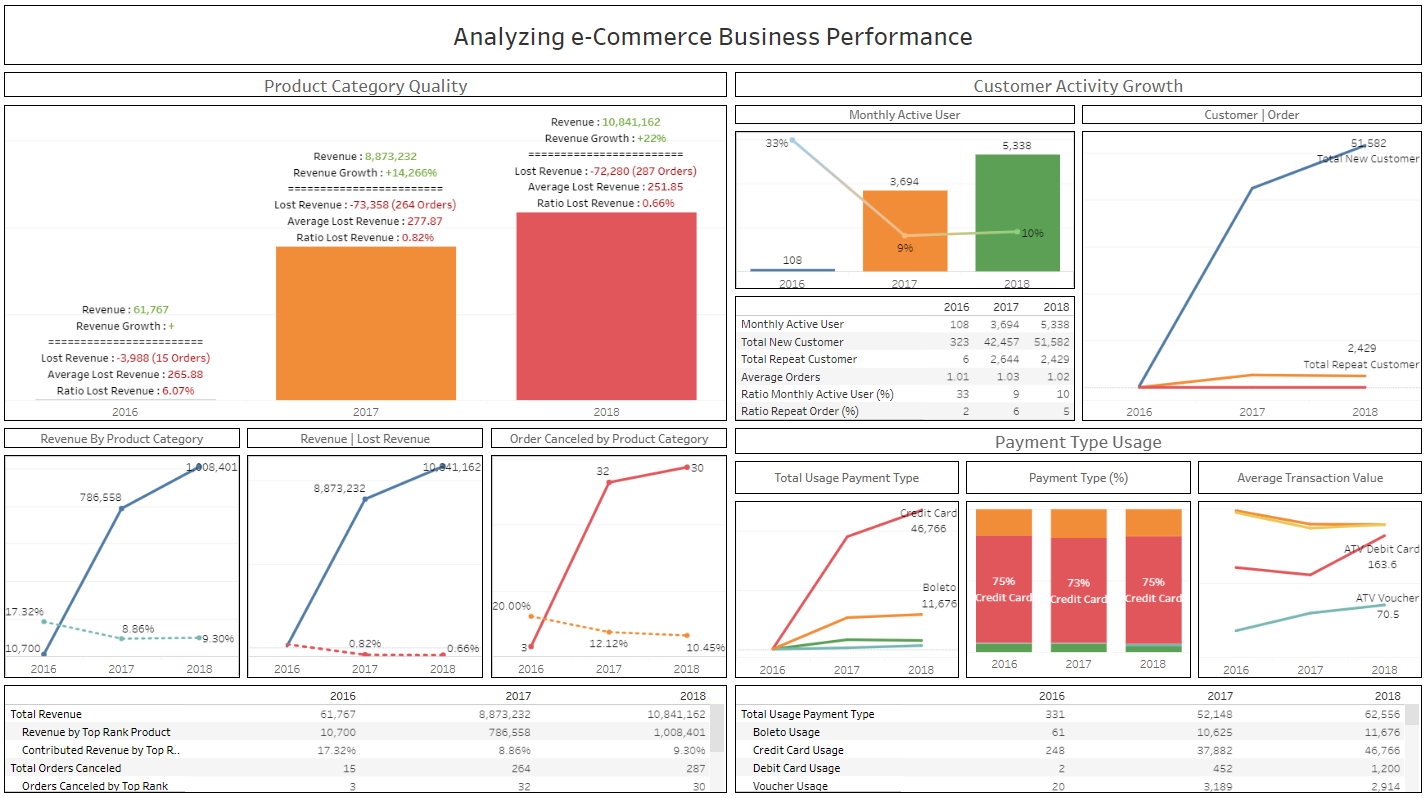 Analyzing e-Commerce Business Performance
Product Category Quality
Revenue : 61,767
Revenue Growth : +
========================
Lost Revenue : -3,988 (15 Orders)
Average Lost Revenue : 265.88
Ratio Lost Revenue : 6.07%
Revenue : 8,873,232
Revenue Growth : +14,266%
========================
Lost Revenue : -73,358 (264 Orders)
Average Lost Revenue : 277.87
Ratio Lost Revenue : 0.82%
Revenue : 10,841,162
Revenue Growth : +22%
========================
Lost Revenue : -72,280 (287 Orders)
Average Lost Revenue : 251.85
Ratio Lost Revenue : 0.66%
2016 2017 2018
Customer Activity Growth
Monthly Active User
33%
5,338
3,694
10%
9%
108
2016 2017 2018
2016 2017 2018
Monthly Active User 108 3,694 5,338
Total New Customer 323 42,457 51,582
Total Repeat Customer 6 2,644 2,429
Average Orders 1.01 1.03 1.02
Ratio Monthly Active User (%) 33 9 10
Ratio Repeat Order (%) 2 6 5
Customer | Order
51,582
Total New Customer
2,429
Total Repeat Customer
2016 2017 2018
Revenue By Product Category
1,008,401
786,558
17.32%
8.86%
9.30%
10,700
2016 2017 2018
Revenue | Lost Revenue
10,841,162
8,873,232
0.82%
0.66%
2016 2017 2018
Order Canceled by Product Category
32
30
20.00%
12.12%
10.45%
3
2016 2017 2018
Payment Type Usage
Total Usage Payment Type
Credit Card
46,766
Boleto
11,676
2016 2017 2018
Payment Type (%)
75%
Credit Card
73%
Credit Card
75%
Credit Card
2016 2017 2018
Average Transaction Value
ATV Debit Card
163.6
ATV Voucher
70.5
2016 2017 2018
2016 2017 2018
Total Revenue 61,767 8,873,232 10,841,162
Revenue by Top Rank Product 10,700 786,558 1,008,401
Contributed Revenue by Top R.. 17.32% 8.86% 9.30%
Total Orders Canceled 15 264 287
Orders Canceled by Top Rank 3 32 30
2016 2017 2018
Total Usage Payment Type 331 52,148 62,556
Boleto Usage 61 10,625 11,676
Credit Card Usage 248 37,882 46,766
Debit Card Usage 2 452 1,200
Voucher Usage 20 3,189 2,914